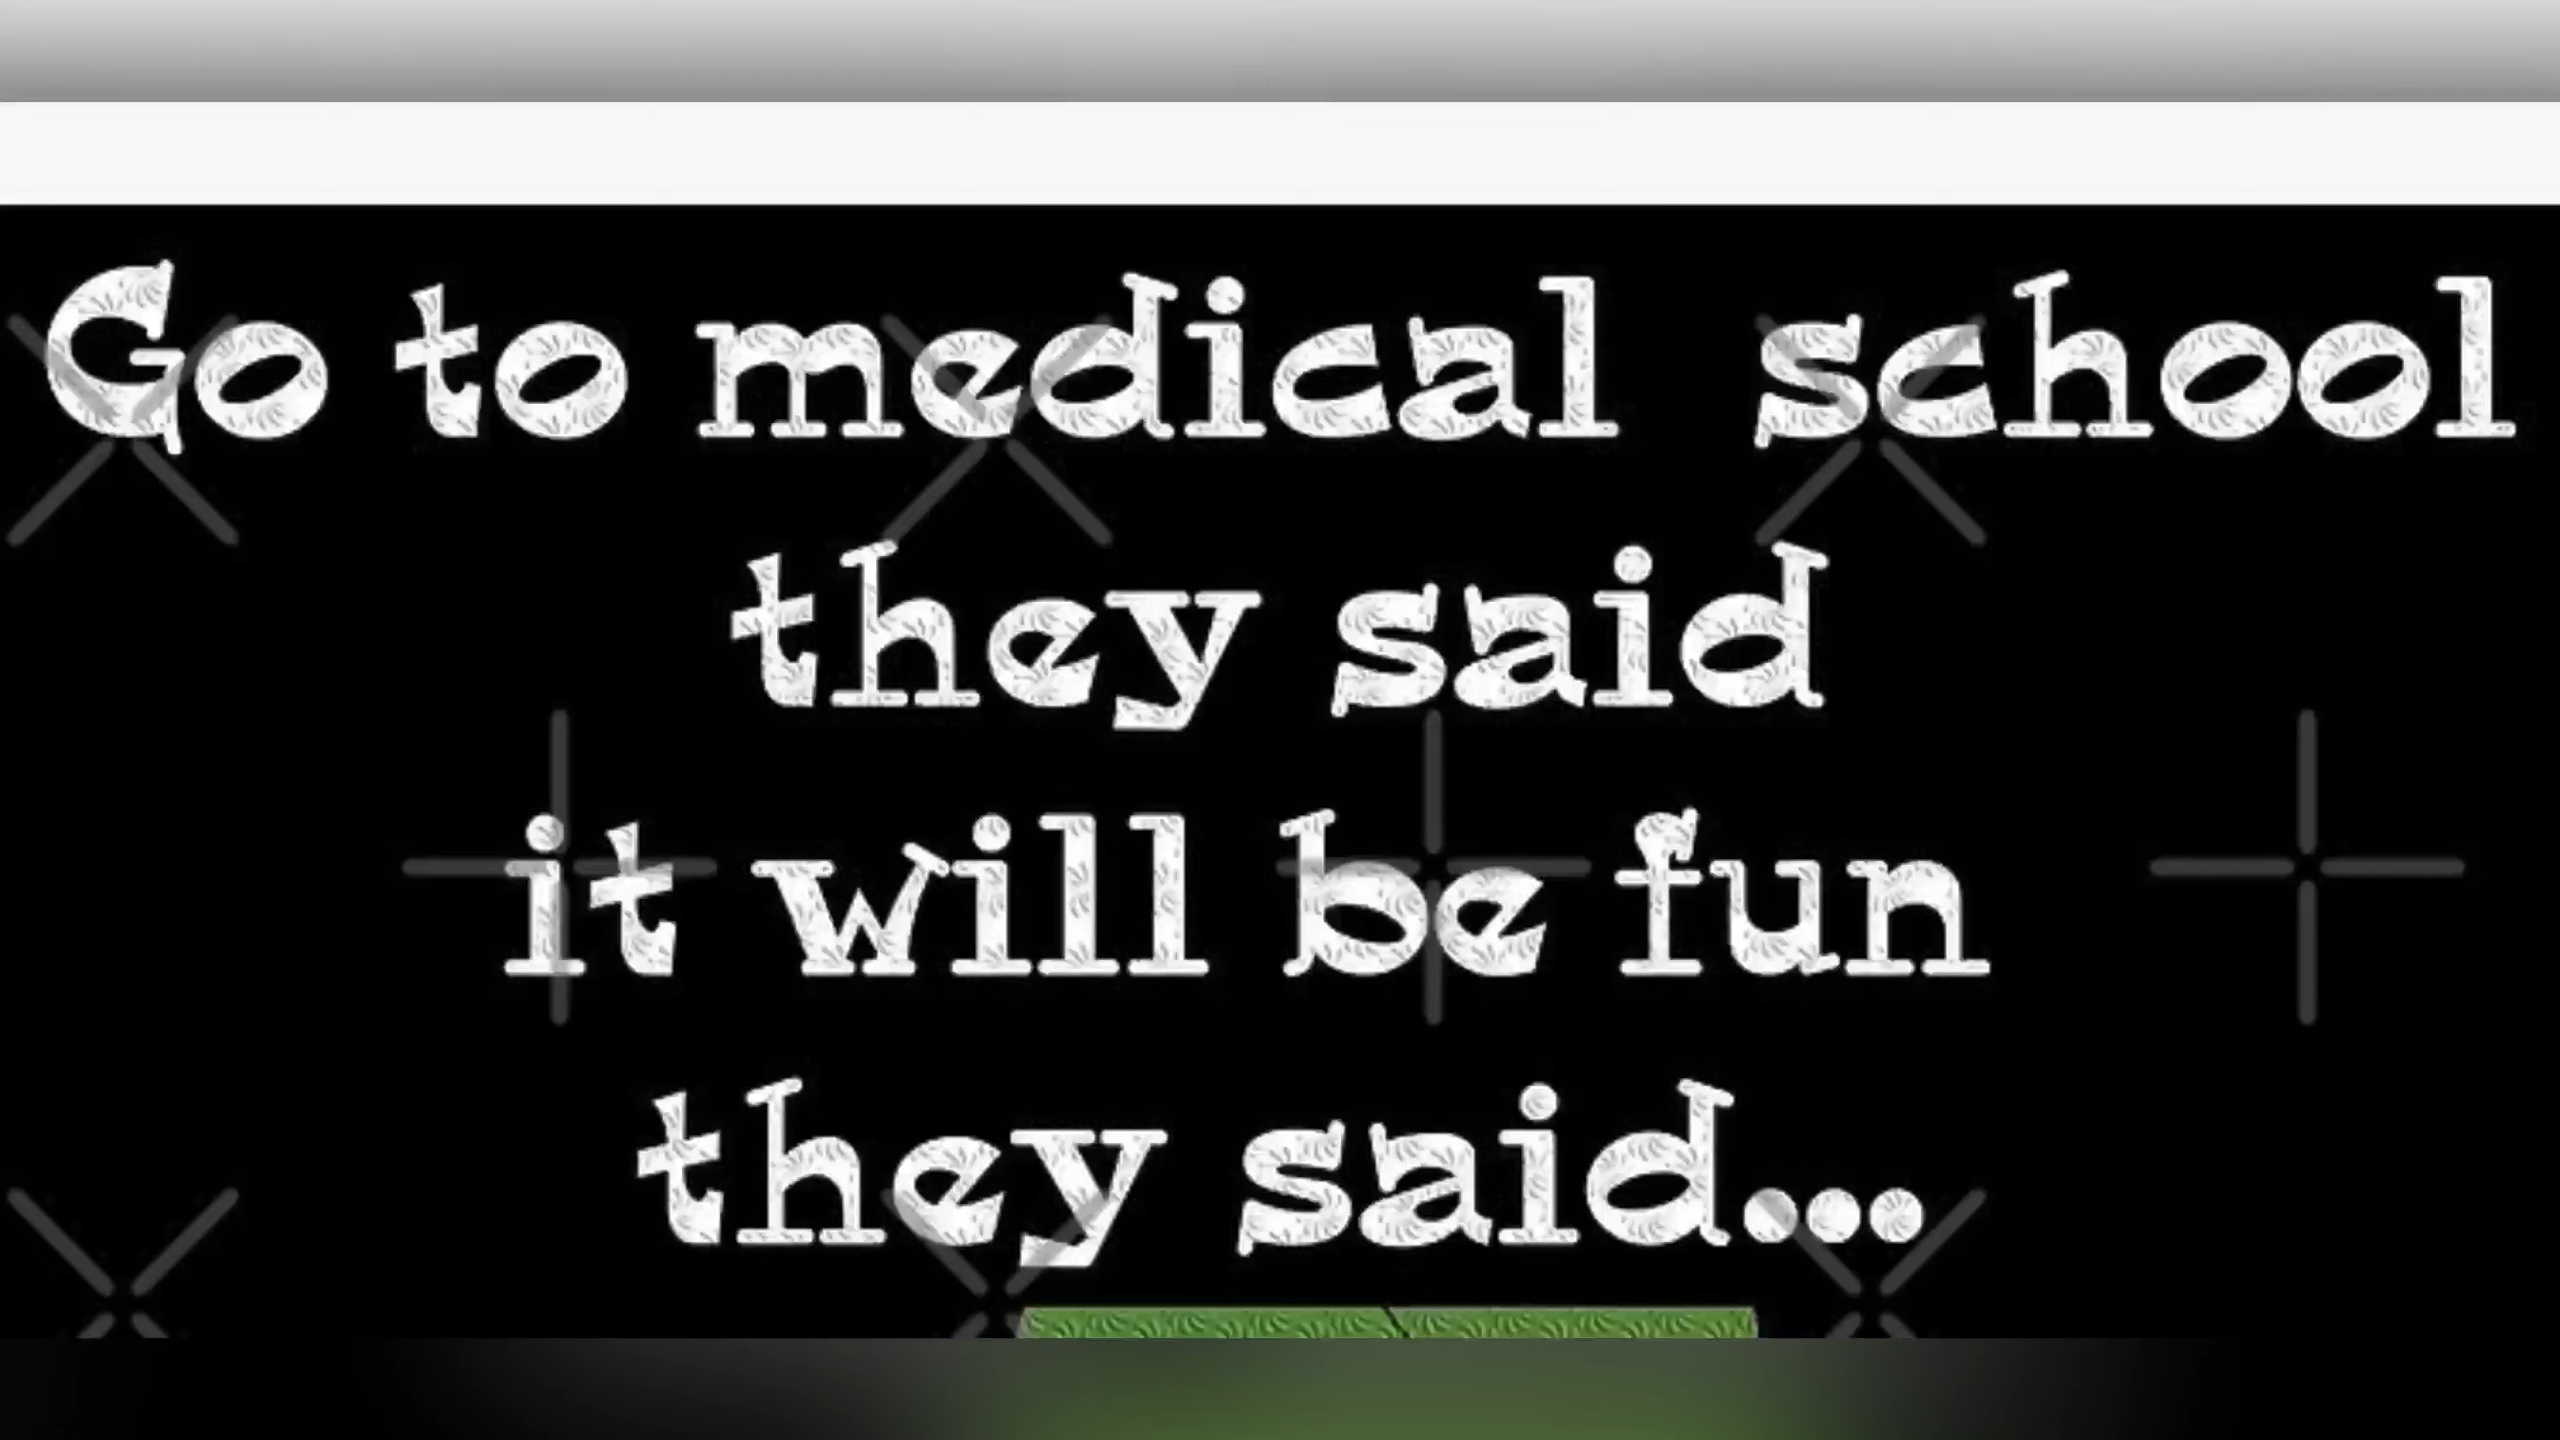 Go to medical school
they said
it will be fun
they said...